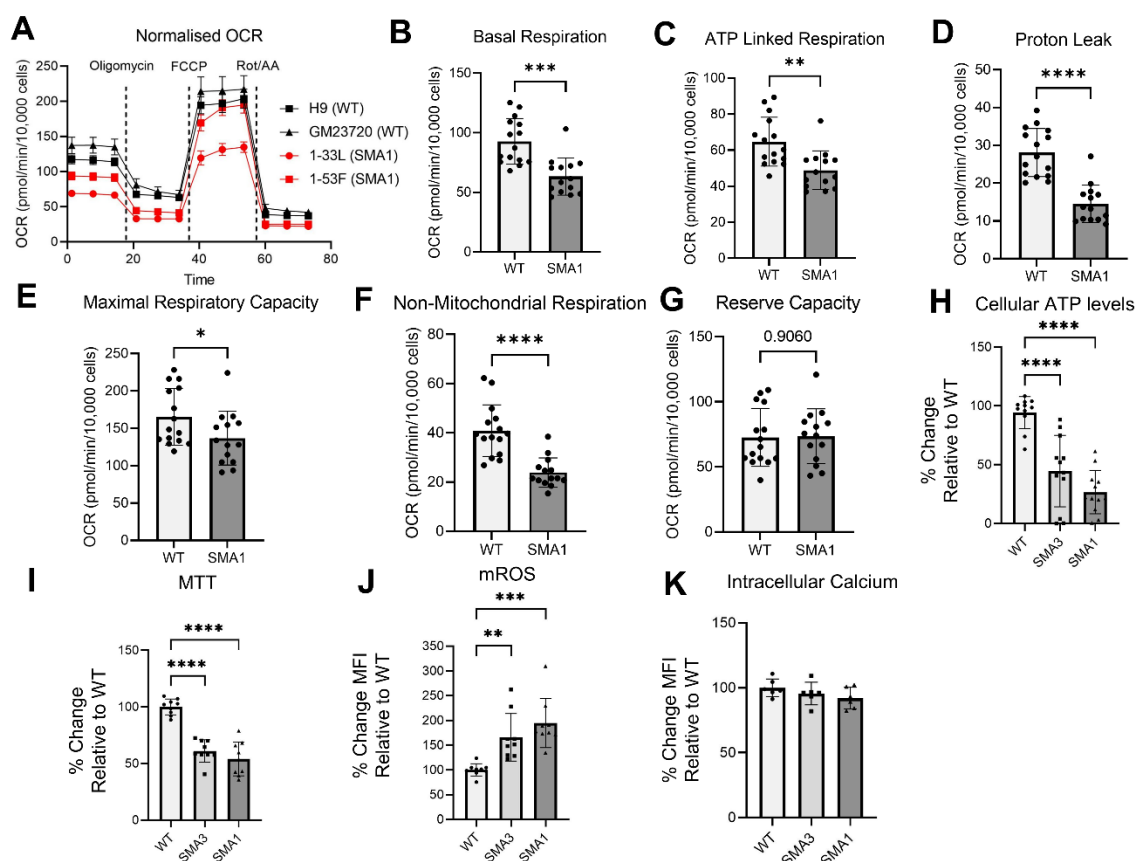 A
Normalised OCR
Oligomycin
FCCP
Rot/AA
OCR (pmol/min/10,000 cells)
250
200
150
100
50
0
0
20
40
60
80
Time
H9 (WT)
GM23720 (WT)
1-33L (SMA1)
1-53F (SMA1)
B
Basal Respiration
***
OCR (pmol/min/10,000 cells)
150
100
50
0
WT
SMA1
C
ATP Linked Respiration
**
OCR (pmol/min/10,000 cells)
100
80
60
40
20
0
WT
SMA1
D
Proton Leak
****
OCR (pmol/min/10,000 cells)
50
40
30
20
10
0
WT
SMA1
E
Maximal Respiratory Capacity
*
OCR (pmol/min/10,000 cells)
250
200
150
100
50
0
WT
SMA1
F
Non-Mitochondrial Respiration
****
OCR (pmol/min/10,000 cells)
80
60
40
20
0
WT
SMA1
G
Reserve Capacity
0.9060
OCR (pmol/min/10,000 cells)
150
100
50
0
WT
SMA1
H
Cellular ATP levels
****
****
% Change
Relative to WT
150
100
50
0
WT
SMA3
SMA1
I
MTT
****
****
% Change
Relative to WT
150
100
50
0
WT
SMA3
SMA1
J
mROS
***
**
% Change MFI
Relative to WT
350
300
250
200
150
100
50
0
WT
SMA3
SMA1
K
Intracellular Calcium
% Change MFI
Relative to WT
150
100
50
0
WT
SMA3
SMA1